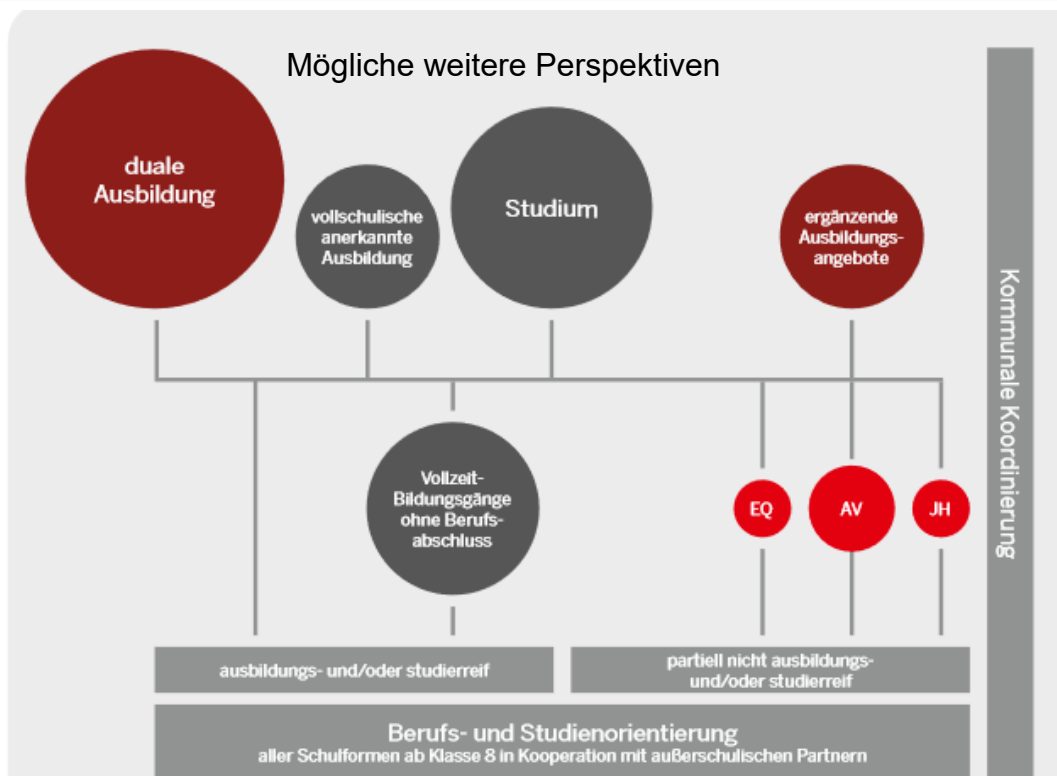 Mögliche weitere Perspektiven
duale
Ausbildung
vollschulische
anerkannte
Ausbildung
Studium
ergänzende
Ausbildungs-
angebote
Kommunale Koordinierung
Vollzeit-
Bildungsgänge
ohne Berufs-
abschluss
EQ
AV
JH
ausbildungs- und/oder studierreif
partiell nicht ausbildungs-
und/oder studierreif
Berufs- und Studienorientierung
aller Schulformen ab Klasse 8 in Kooperation mit außerschulischen Partnern